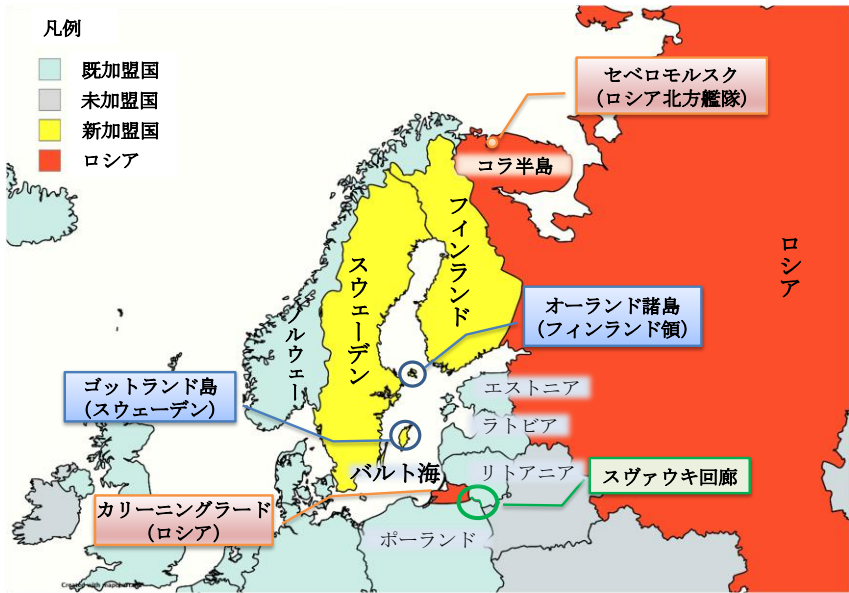 凡例
既加盟国
未加盟国
新加盟国
ロシア
セベロモルスク
（ロシア北方艦隊）
コラ半島
フィンランド
ロシア
スウェーデン
ノルウェー
オーランド諸島
（フィンランド領）
ゴットランド島
（スウェーデン）
エストニア
ラトビア
バルト海
リトアニア
スヴァウキ回廊
カリーニングラード
（ロシア）
ポーランド
Created with